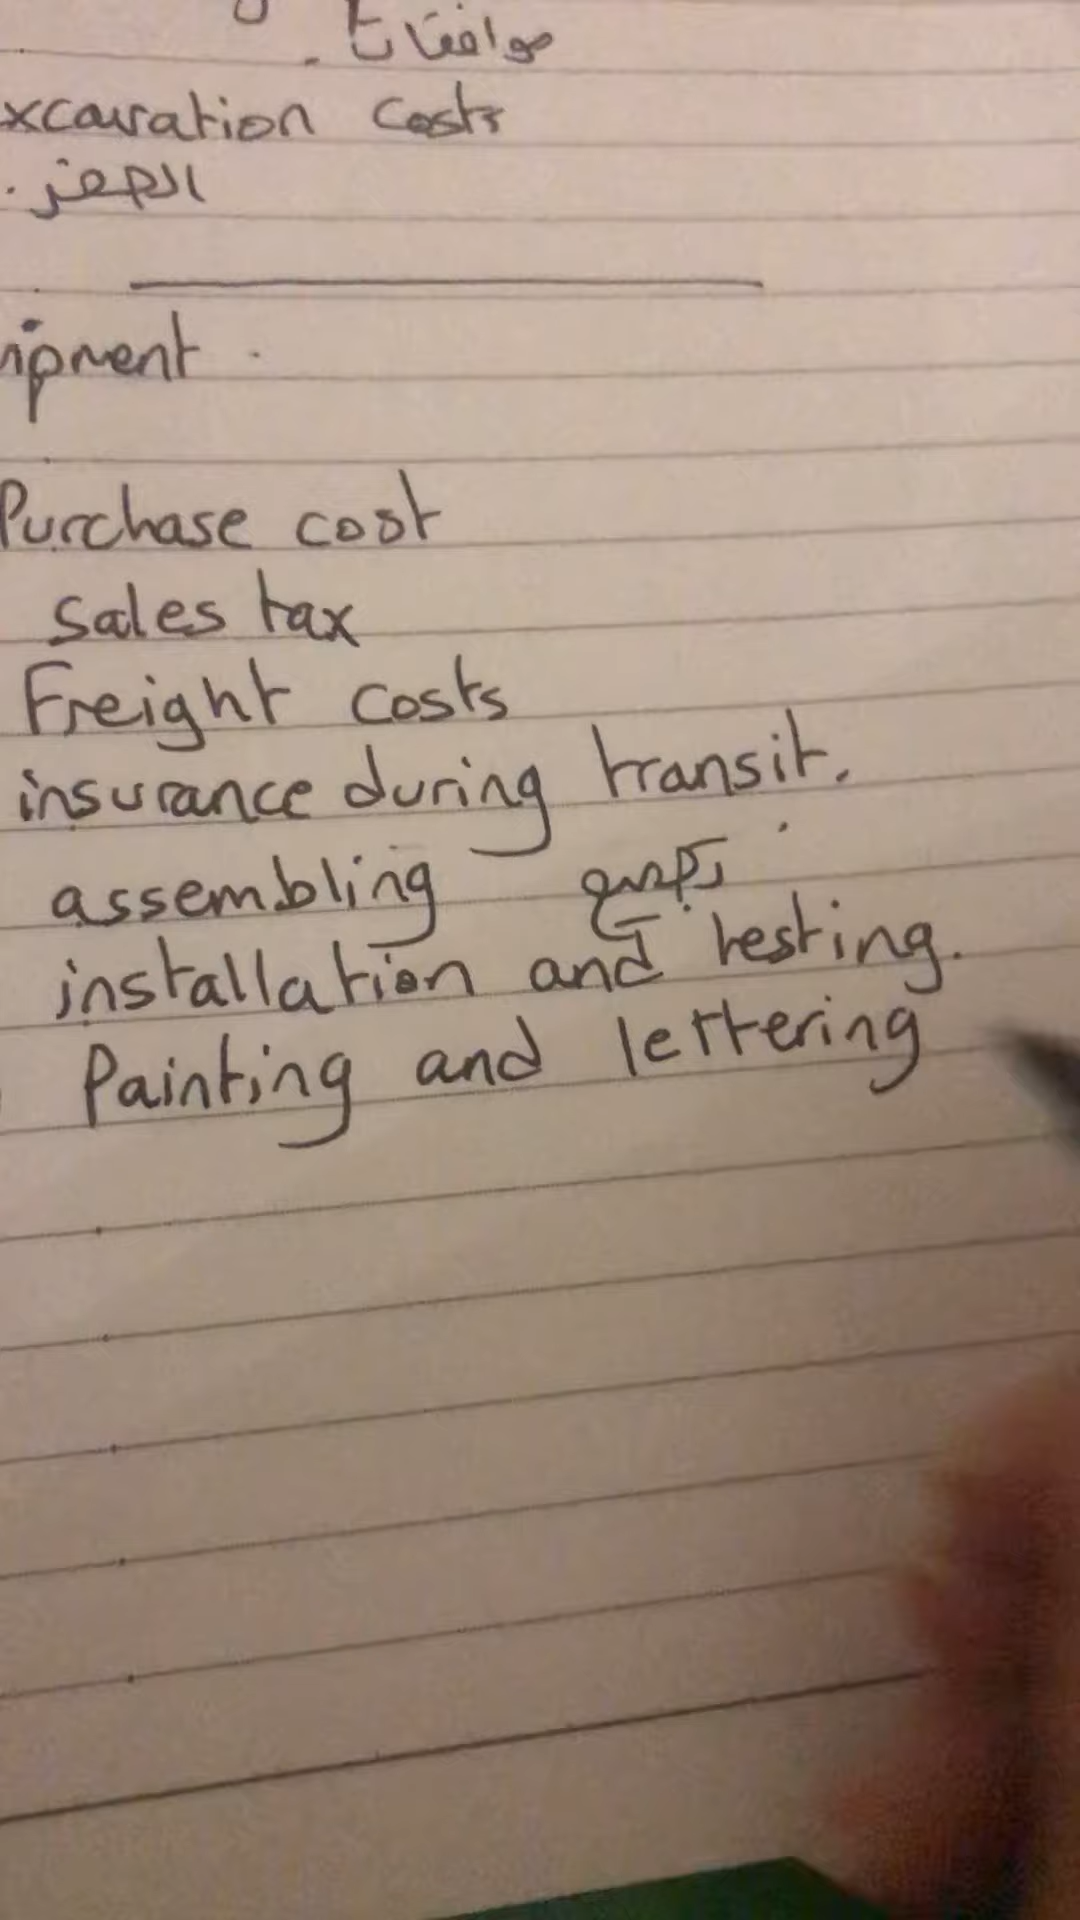 موافقات.
xcavation costs
الحفر.
ipment.
Purchase cost
Sales tax
Freight costs
insurance during transit.
assembling تجميع
installation and testing.
Painting and lettering